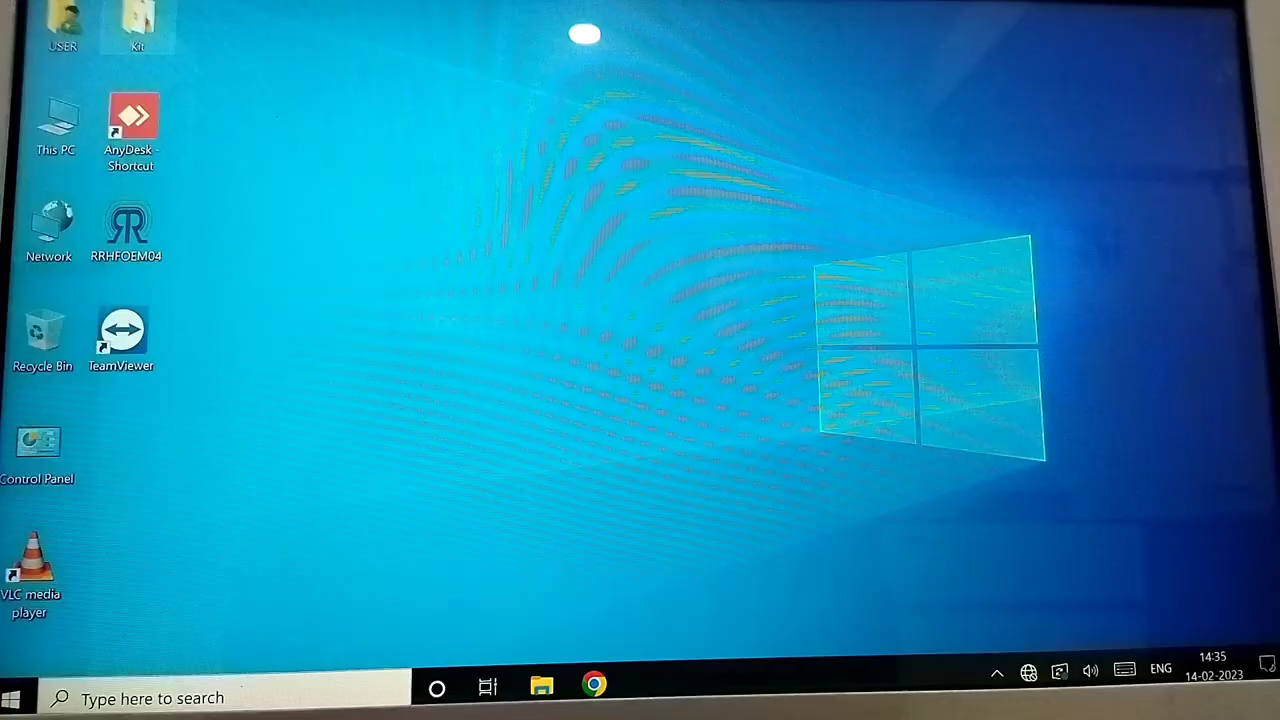 USER
Kit
This PC
AnyDesk -
Shortcut
Network
RRHFOEM04
Recycle Bin
TeamViewer
Control Panel
VLC media
player
Type here to search
ENG
14:35
14-02-2023